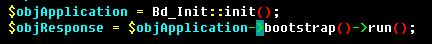 $objApplication = Bd_Init::init();
$objResponse = $objApplication->bootstrap()->run();